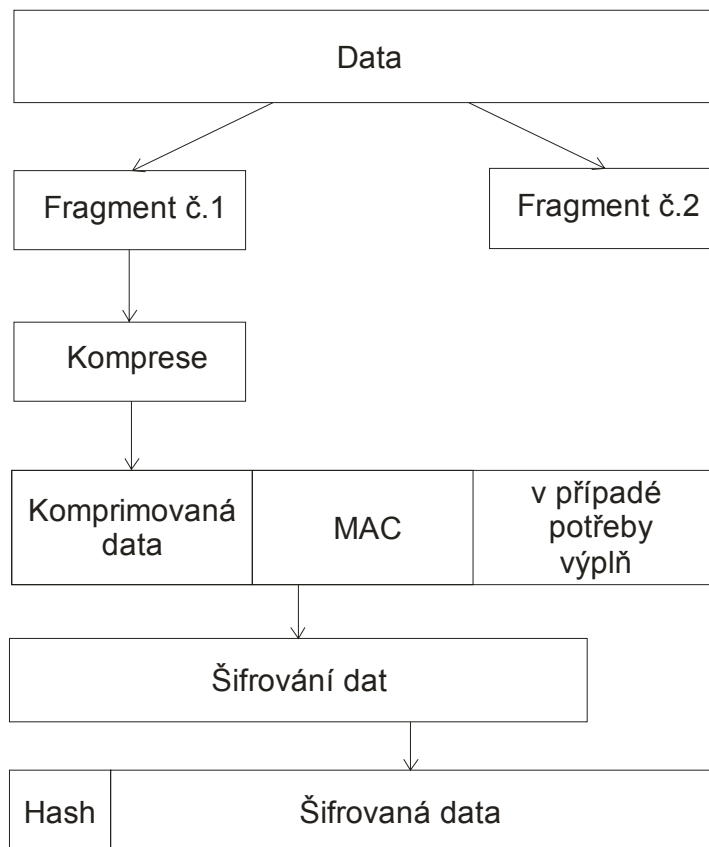 Data
Fragment č.1
Fragment č.2
Komprese
Komprimovaná
data
MAC
v případé
potřeby
výplň
Šifrování dat
Hash
Šifrovaná data